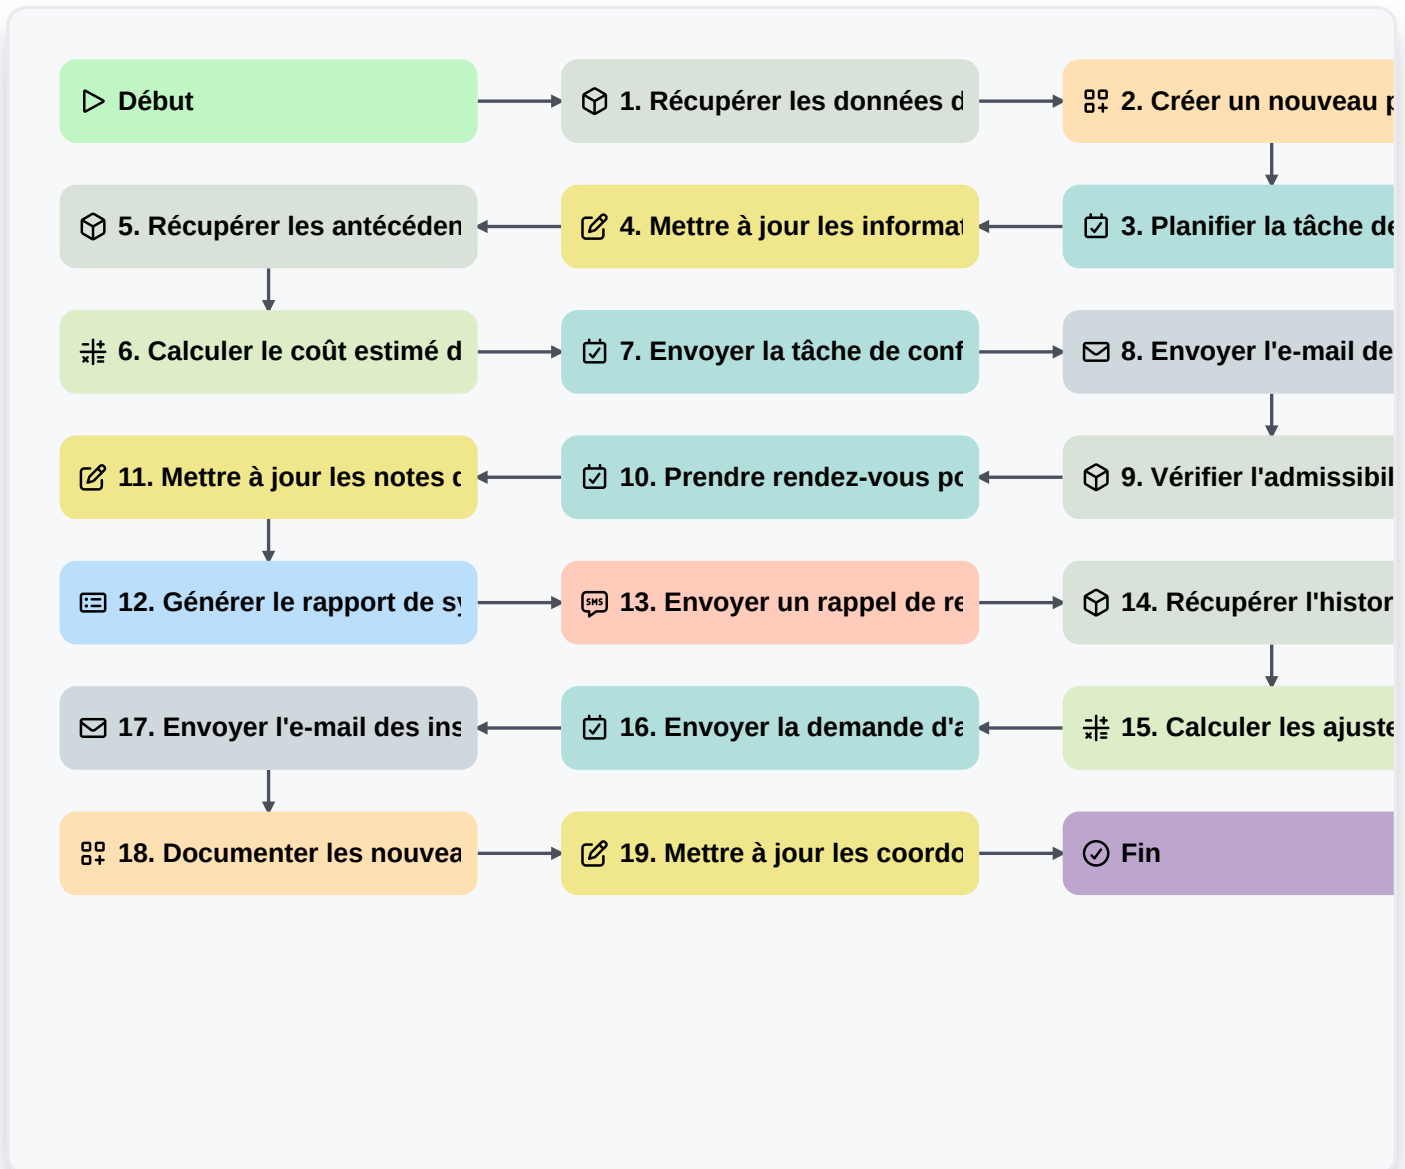 Début
1. Récupérer les données d
2. Créer un nouveau p
3. Planifier la tâche de
4. Mettre à jour les informat
5. Récupérer les antécéden
6. Calculer le coût estimé d
7. Envoyer la tâche de conf
8. Envoyer l'e-mail de
9. Vérifier l'admissibil
10. Prendre rendez-vous po
11. Mettre à jour les notes d
12. Générer le rapport de sy
13. Envoyer un rappel de re
SMS
14. Récupérer l'histor
15. Calculer les ajuste
16. Envoyer la demande d'a
17. Envoyer l'e-mail des ins
18. Documenter les nouvea
19. Mettre à jour les coordo
Fin